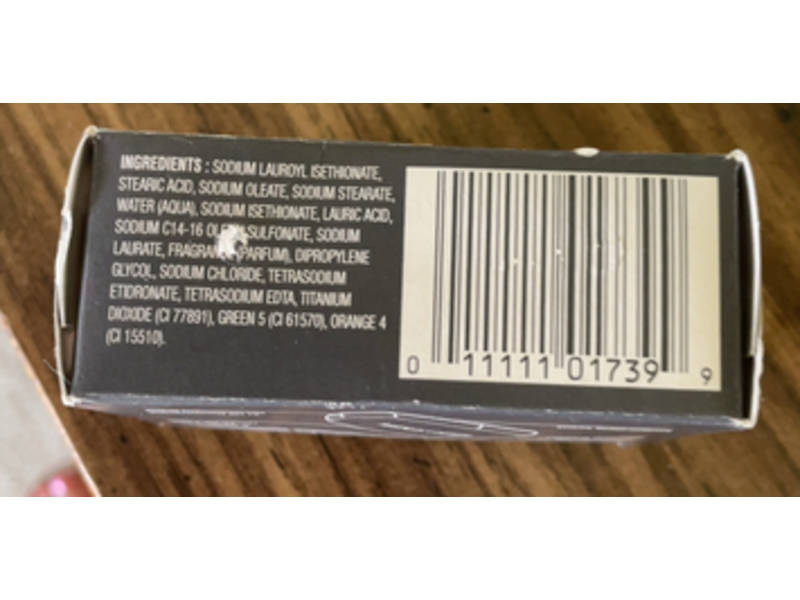 INGREDIENTS : SODIUM LAUROYL ISETHIONATE,
STEARIC ACID, SODIUM OLEATE, SODIUM STEARATE,
WATER (AQUA), SODIUM ISETHIONATE, LAURIC ACID,
SODIUM C14-16 SULFONATE, SODIUM
LAURATE, (PARFUM), DIPROPYLENE
GLYCOL, SODIUM CHLORIDE, TETRASODIUM
ETIDRONATE, TETRASODIUM EDTA, TITANIUM
DIOXIDE (CI 77891), GREEN 5 (CI 61570), ORANGE 4
(CI 15510).
0 11111 01739 9